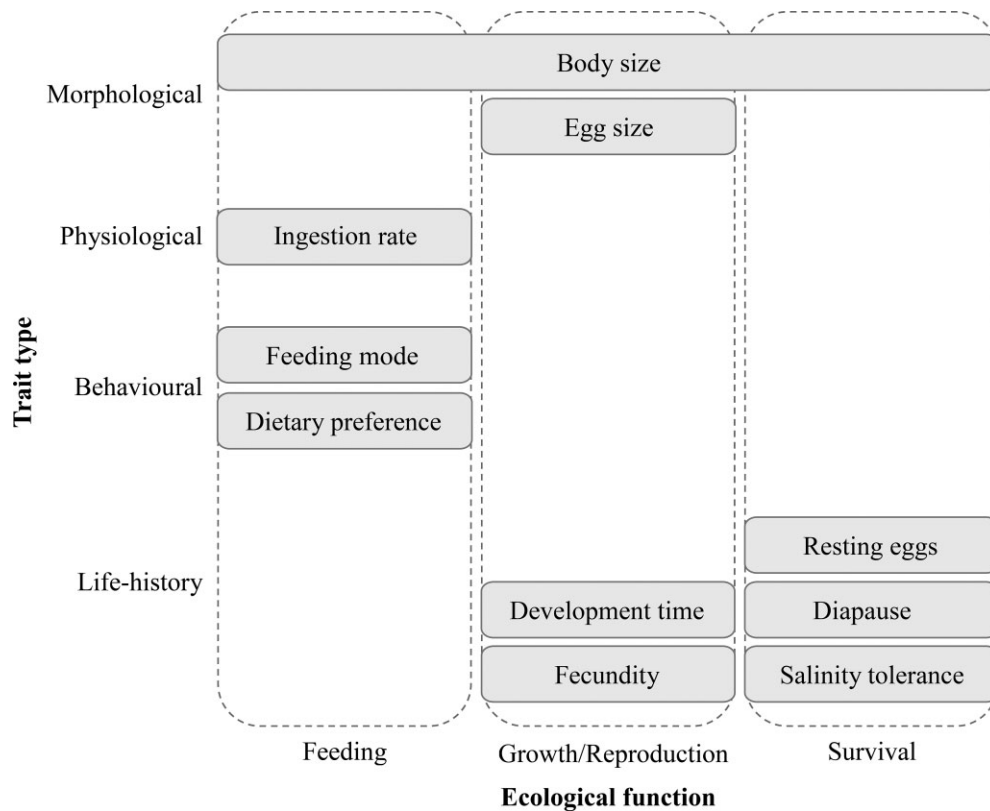 Body size
Morphological
Egg size
Physiological
Ingestion rate
Trait type
Feeding mode
Behavioural
Dietary preference
Resting eggs
Life-history
Development time
Diapause
Fecundity
Salinity tolerance
Feeding
Growth/Reproduction
Survival
Ecological function